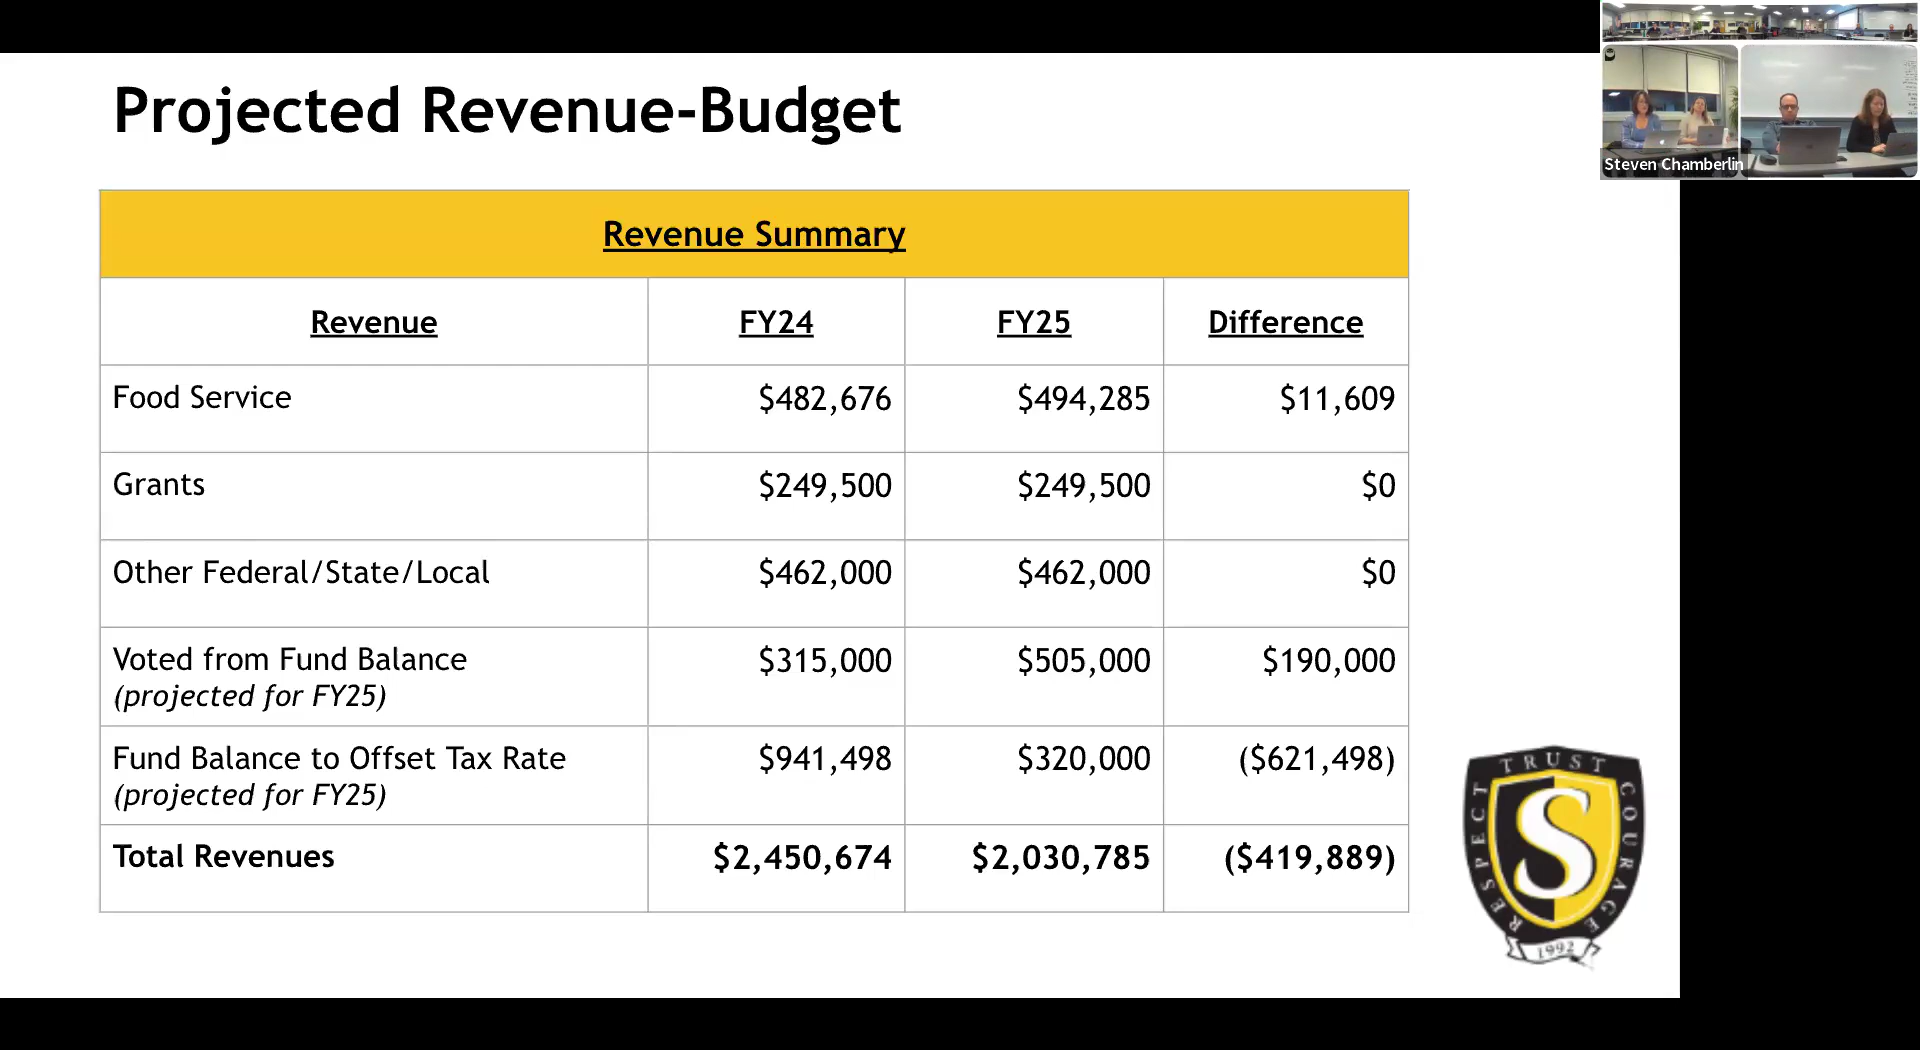 Projected Revenue-Budget
Steven Chamberlin
Revenue Summary
Revenue FY24 FY25 Difference
Food Service $482,676 $494,285 $11,609
Grants $249,500 $249,500 $0
Other Federal/State/Local $462,000 $462,000 $0
Voted from Fund Balance $315,000 $505,000 $190,000
(projected for FY25)
Fund Balance to Offset Tax Rate $941,498 $320,000 ($621,498)
(projected for FY25)
Total Revenues $2,450,674 $2,030,785 ($419,889)
RESPECT TRUST COURAGE
S
1992